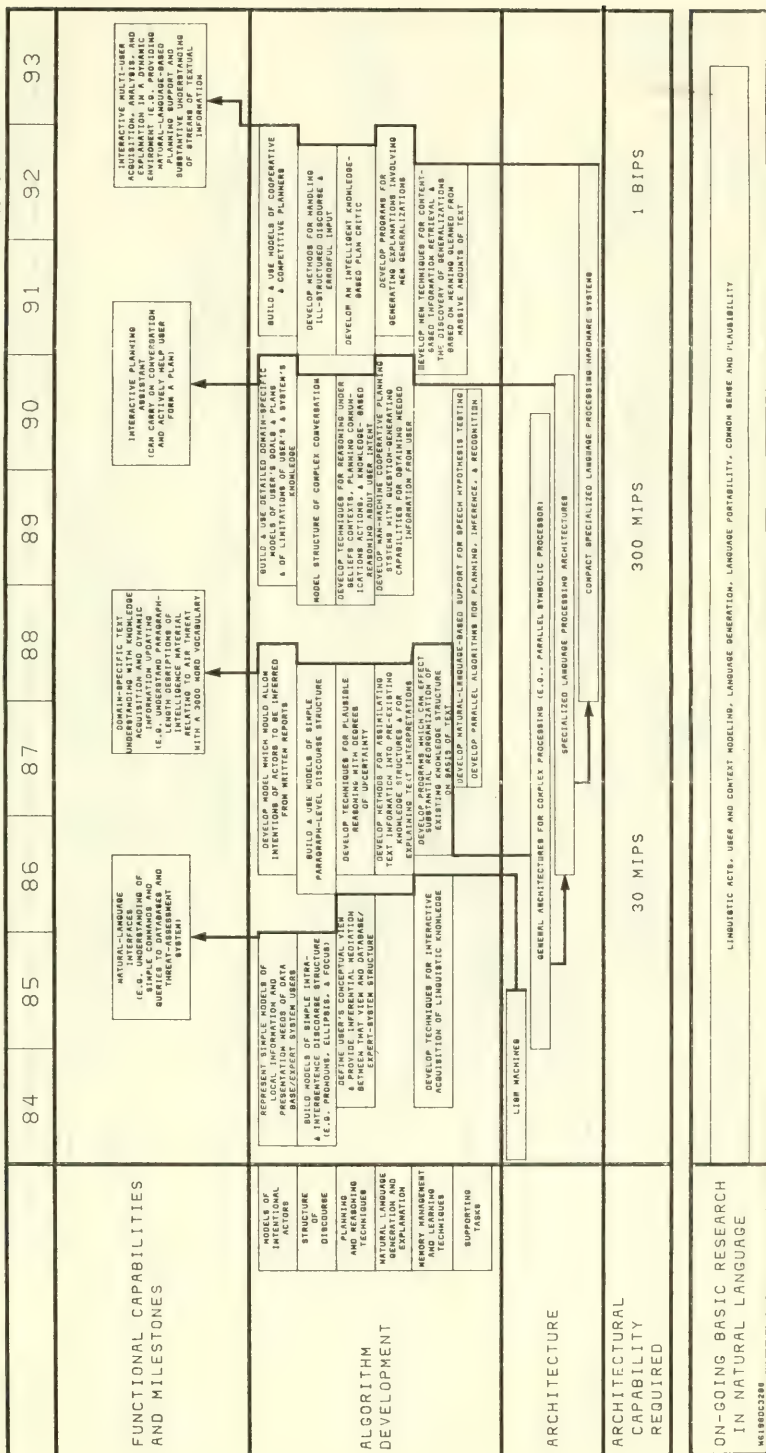 84 85 86 87 88 89 90 91 92 93
FUNCTIONAL CAPABILITIES
AND MILESTONES
NATURAL-LANGUAGE
INTERFACES
(E.G. UNDERSTANDING OF
SIMPLE COMMANDS AND
QUERIES TO DATABASES AND
THREAT-ASSESSMENT
SYSTEM)
DOMAIN-SPECIFIC TEXT
UNDERSTANDING WITH KNOWLEDGE
ACQUISITION AND DYNAMIC
INFORMATION UPDATING
(E.G. UNDERSTAND PARAGRAPH-
LENGTH DESRIPTIONS OF
INTELLIGENCE MATERIAL
RELATING TO AIR THREAT
WITH A 3000 WORD VOCABULARY
INTERACTIVE PLANNING
ASSISTANT
(CAN CARRY ON CONVERSATION
AND ACTIVELY HELP USER
FORM A PLAN)
INTERACTIVE MULTI-USER
ACQUISITION, ANALYSIS, AND
EXPLANATION IN A DYNAMIC
ENVIROMENT (E.G. PROVIDING
NATURAL-LANGUAGE-BASED
PLANNING SUPPORT AND
SUBSTANTIVE UNDERSTANDING
OF STREAMS OF TEXTUAL
INFORMATION
ALGORITHM
DEVELOPMENT
MODELS OF
INTENTIONAL
ACTORS
REPRESENT SIMPLE MODELS OF
LOCAL INFORMATION AND
PRESENTATION NEEDS OF DATA
BASE/EXPERT SYSTEM USERS
DEVELOP MODEL WHICH WOULD ALLOW
INTENTIONS OF ACTORS TO BE INFERRED
FROM WRITTEN REPORTS
BUILD & USE DETAILED DOMAIN-SPECIFIC
MODELS OF USER'S GOALS & PLANS
& OF LIMITATIONS OF USER'S & SYSTEM'S
KNOWLEDGE
BUILD & USE MODELS OF COOPERATIVE
& COMPETITIVE PLANNERS
STRUCTURE
OF
DISCOURSE
BUILD MODELS OF SIMPLE INTRA-
& INTERSENTENCE DISCOARSE STRUCTURE
(E.G. PRONOUNS, ELLIPSIS, & FOCUS)
BUILD & USE MODELS OF SIMPLE
PARAGRAPH-LEVEL DISCOURSE STRUCTURE
MODEL STRUCTURE OF COMPLEX CONVERSATION
DEVELOP METHODS FOR HANDLING
ILL-STRUCTURED DISCOURSE &
ERRORFUL INPUT
PLANNING
AND REASONING
TECHNIQUES
DEFINE USER'S CONCEPTUAL VIEW
& PROVIDE INFERENTIAL MEDIATION
BETWEEN THAT VIEW AND DATABASE/
EXPERT-SYSTEM STRUCTURE
DEVELOP TECHNIQUES FOR PLAUSIBLE
REASONING WITH DEGREES
OF UNCERTAINTY
DEVELOP TECHNIQUES FOR REASONING UNDER
BELIEFS CONTEXTS, PLANNING COMMUN-
ICATIONS ACTIONS, & KNOWLEDGE- BASED
REASONING ABOUT USER INTENT
DEVELOP AN INTELLIGENT KNOWLEDGE-
BASED PLAN CRITIC
NATURAL LANGUAGE
GENERATION AND
EXPLANATION
DEVELOP METHODS FOR ASSIMILATING
TEXT INFORMATION INTO PRE-EXISTING
KNOWLEDGE STRUCTURES & FOR
EXPLAINING TEXT INTERPRETATIONS
DEVELOP MAN-MACHINE COOPERATIVE PLANNING
SYSTEMS WITH QUESTION-GENERATING
CAPABILITIES FOR OBTAINING NEEDED
INFORMATION FROM USER
DEVELOP PROGRAMS FOR
GENERATING EXPLANATIONS INVOLVING
NEW GENERALIZATIONS
MEMORY MANAGEMENT
AND LEARNING
TECHNIQUES
DEVELOP TECHNIQUES FOR INTERACTIVE
ACQUISITION OF LINGUISTIC KNOWLEDGE
DEVELOP PROGRAMS WHICH CAN EFFECT
SUBSTANTIAL REORGANIZATION OF
EXISTING KNOWLEDGE STRUCTURE
ON BASIS OF TEXT
DEVELOP NEW TECHNIQUES FOR CONTENT-
BASED INFORMATION RETRIEVAL &
THE DISCOVERY OF GENERALIZATIONS
BASED ON MEANING GLEANED FROM
MASSIVE AMOUNTS OF TEXT
SUPPORTING
TASKS
DEVELOP NATURAL-LANGUAGE-BASED SUPPORT FOR SPEECH HYPOTHESIS TESTING
DEVELOP PARALLEL ALGORITHMS FOR PLANNING, INFERENCE, & RECOGNITION
ARCHITECTURE
LISP MACHINES
GENERAL ARCHITECTURES FOR COMPLEX PROCESSING (E.G., PARALLEL SYMBOLIC PROCESSOR)
SPECIALIZED LANGUAGE PROCESSING ARCHITECTURES
COMPACT SPECIALIZED LANGUAGE PROCESSING HARDWARE SYSTEMS
ARCHITECTURAL
CAPABILITY
REQUIRED
30 MIPS 300 MIPS 1 BIPS
ON-GOING BASIC RESEARCH
IN NATURAL LANGUAGE
LINGUISTIC ACTS, USER AND CONTEXT MODELING, LANGUAGE GENERATION, LANGUAGE PORTABILITY, COMMON SENSE AND PLAUSIBILITY